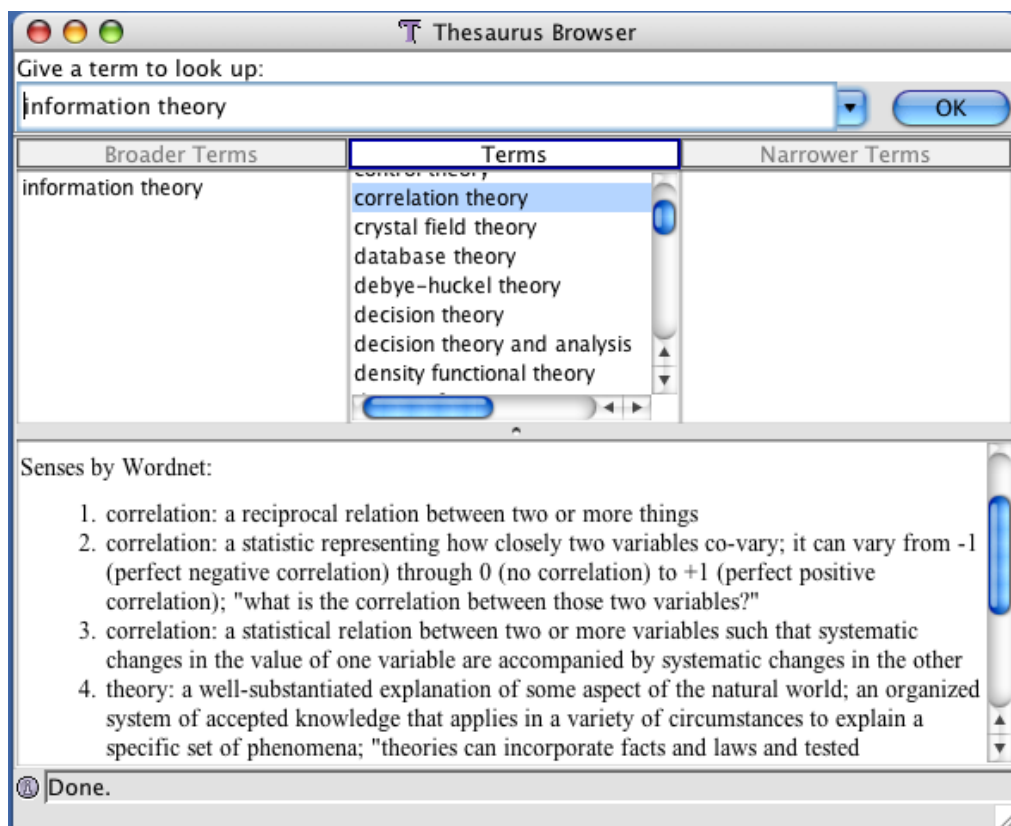 Thesaurus Browser
Give a term to look up:
information theory
OK
Broader Terms
Terms
Narrower Terms
information theory
control theory
correlation theory
crystal field theory
database theory
debye-huckel theory
decision theory
decision theory and analysis
density functional theory
Senses by Wordnet:
1. correlation: a reciprocal relation between two or more things
2. correlation: a statistic representing how closely two variables co-vary; it can vary from -1
(perfect negative correlation) through 0 (no correlation) to +1 (perfect positive
correlation); "what is the correlation between those two variables?"
3. correlation: a statistical relation between two or more variables such that systematic
changes in the value of one variable are accompanied by systematic changes in the other
4. theory: a well-substantiated explanation of some aspect of the natural world; an organized
system of accepted knowledge that applies in a variety of circumstances to explain a
specific set of phenomena; "theories can incorporate facts and laws and tested
Done.